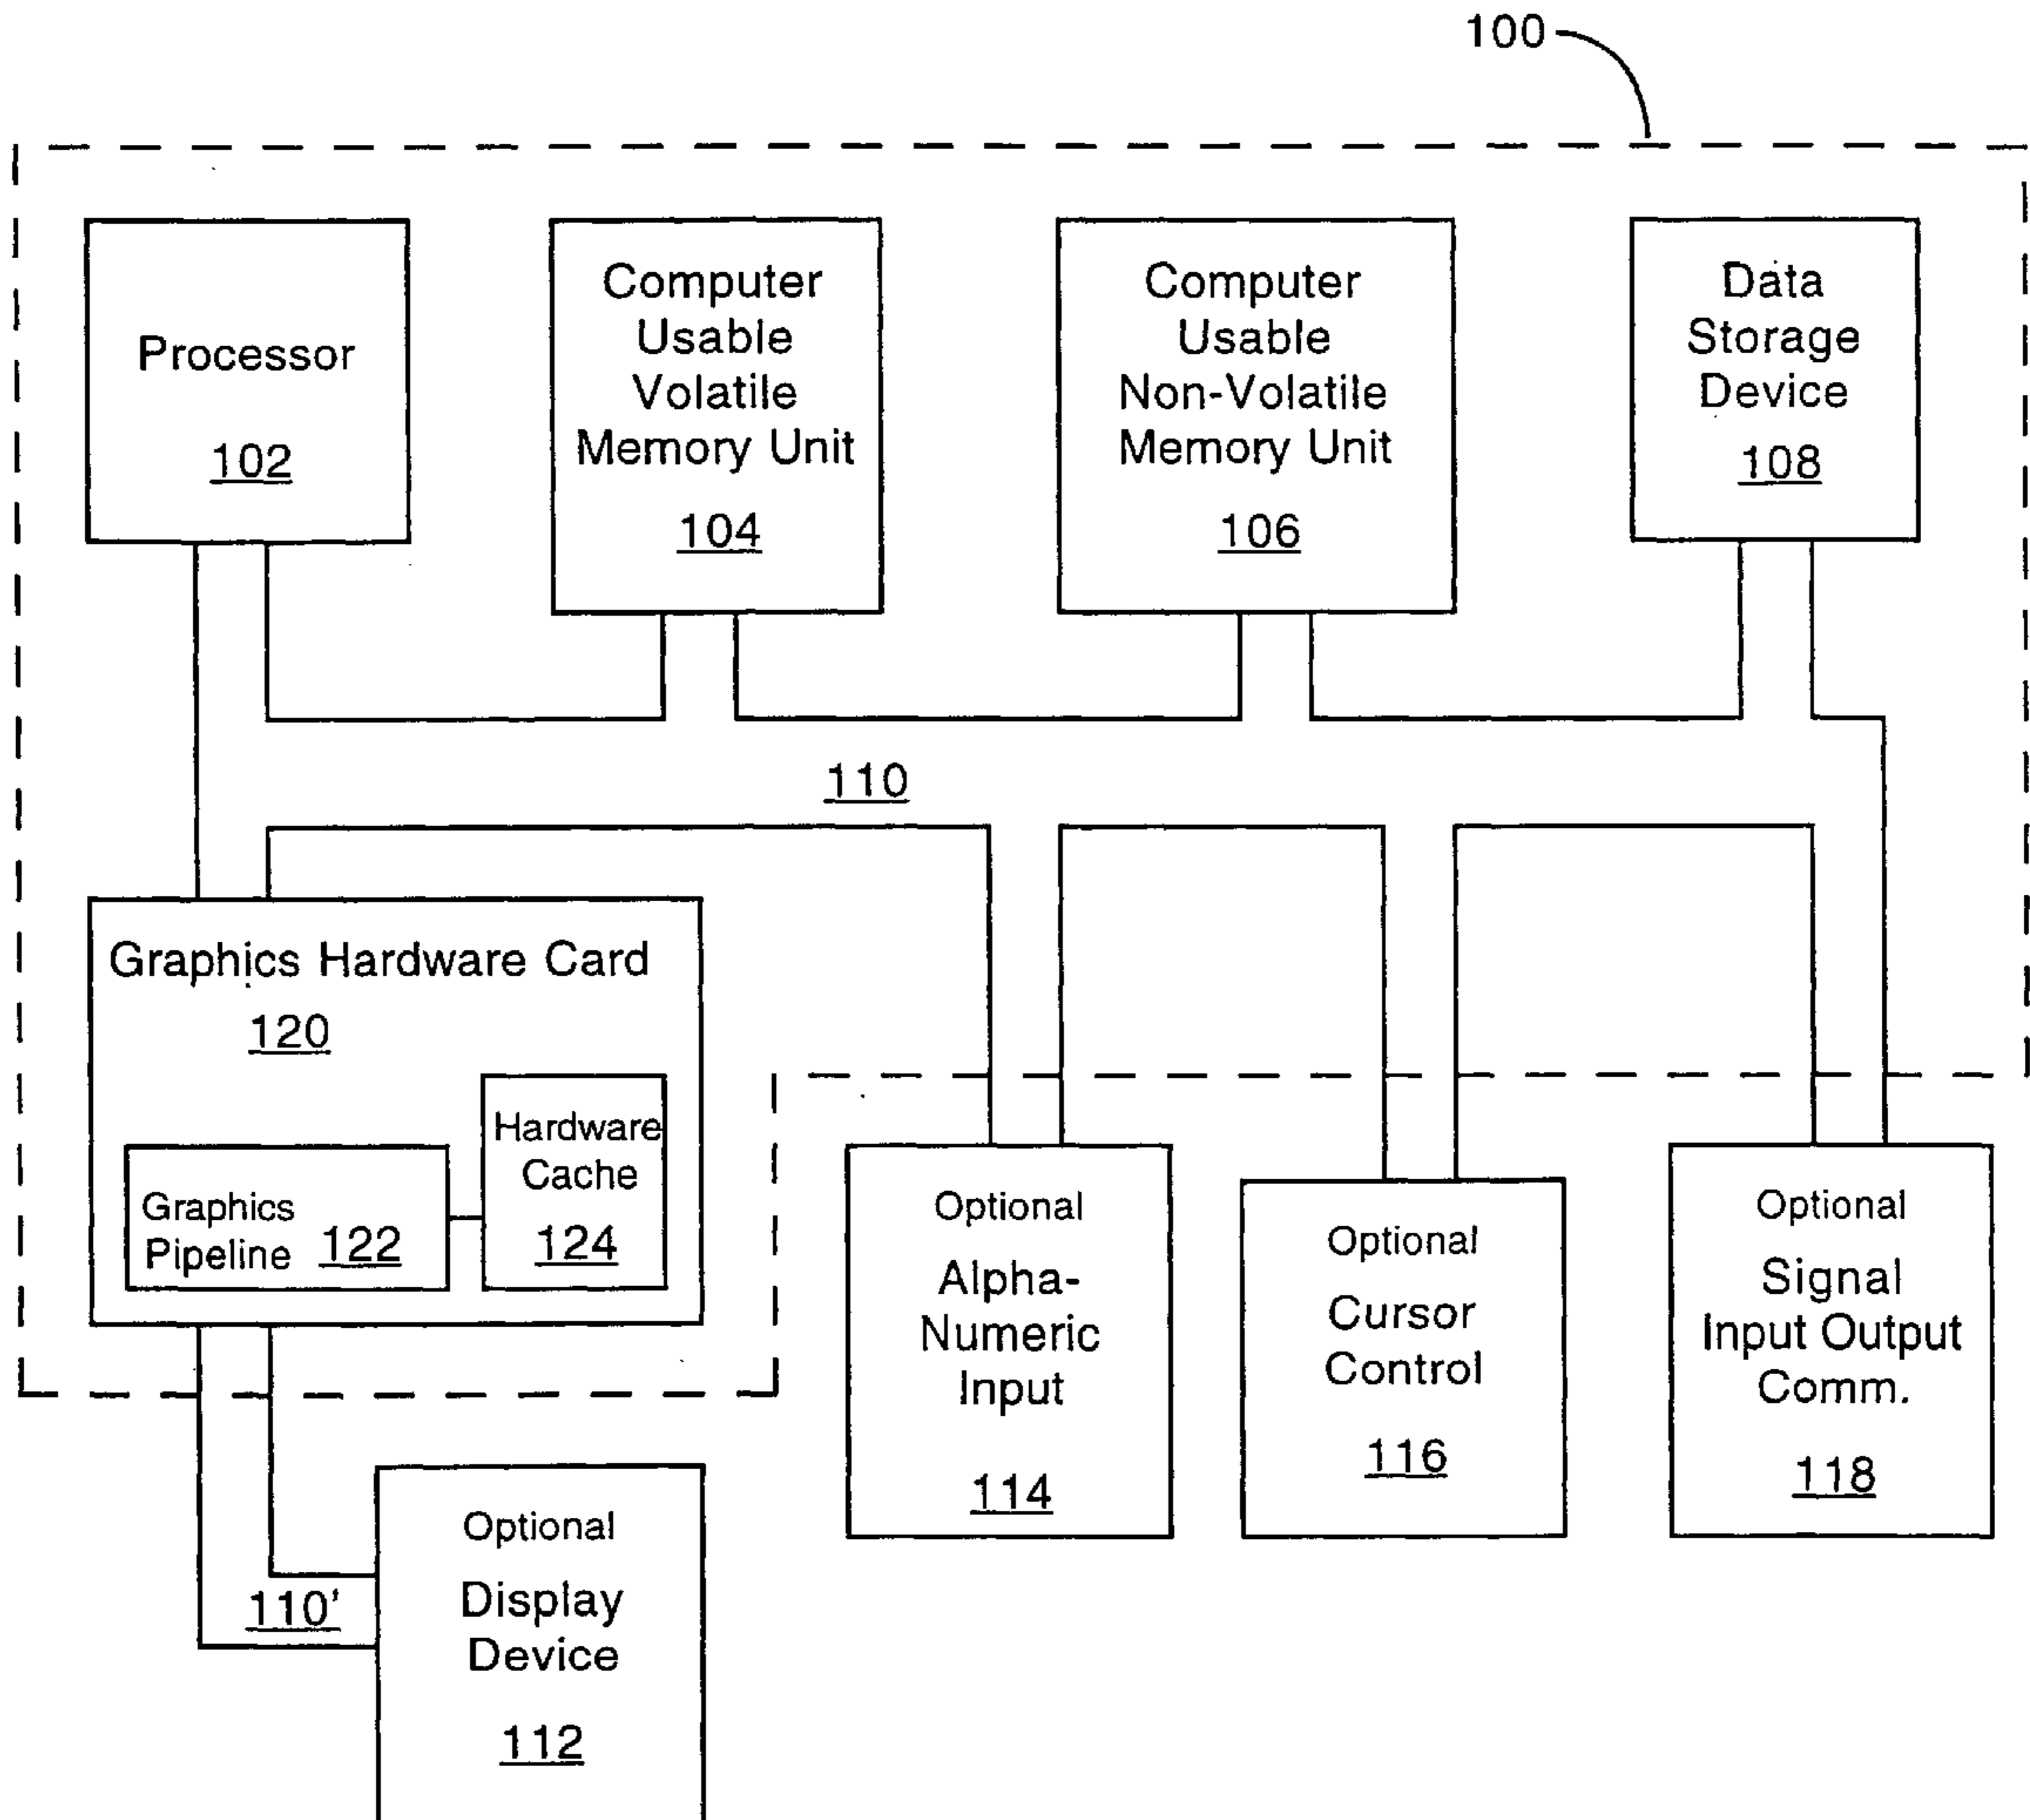 100
Processor
102
Computer
Usable
Volatile
Memory Unit
104
Computer
Usable
Non-Volatile
Memory Unit
106
Data
Storage
Device
108
110
Graphics Hardware Card
120
Graphics
Pipeline 122
Hardware
Cache
124
Optional
Alpha-
Numeric
Input
114
Optional
Cursor
Control
116
Optional
Signal
Input Output
Comm.
118
110'
Optional
Display
Device
112